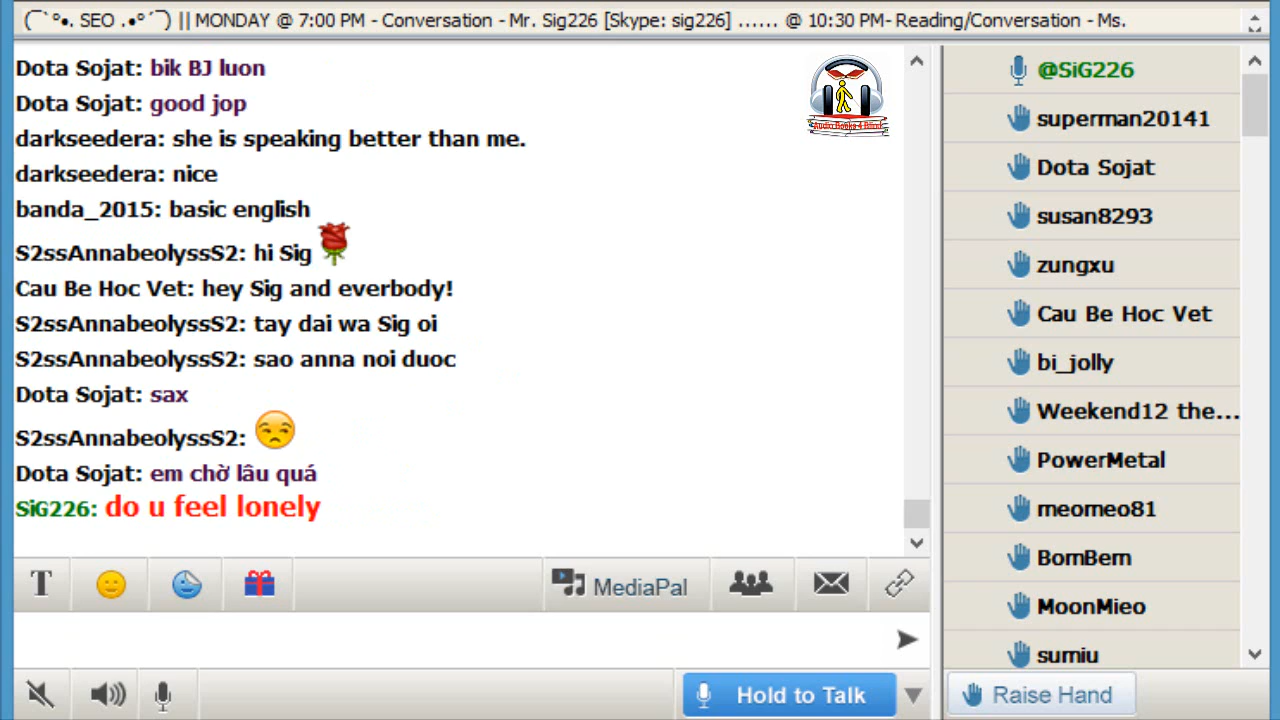 (¯`°•. SEO .•°´¯) || MONDAY @ 7:00 PM - Conversation - Mr. Sig226 [Skype: sig226] ...... @ 10:30 PM- Reading/Conversation - Ms.
Dota Sojat: bik BJ luon
Dota Sojat: good jop
darkseedera: she is speaking better than me.
darkseedera: nice
banda_2015: basic english
S2ssAnnabeolyssS2: hi Sig
Cau Be Hoc Vet: hey Sig and everbody!
S2ssAnnabeolyssS2: tay dai wa Sig oi
S2ssAnnabeolyssS2: sao anna noi duoc
Dota Sojat: sax
S2ssAnnabeolyssS2:
Dota Sojat: em chờ lâu quá
SiG226: do u feel lonely
Audio Books 4 Blind
T
MediaPal
Hold to Talk
@SiG226
superman20141
Dota Sojat
susan8293
zungxu
Cau Be Hoc Vet
bi_jolly
Weekend12 the...
PowerMetal
meomeo81
BornBern
MoonMieo
sumiu
Raise Hand